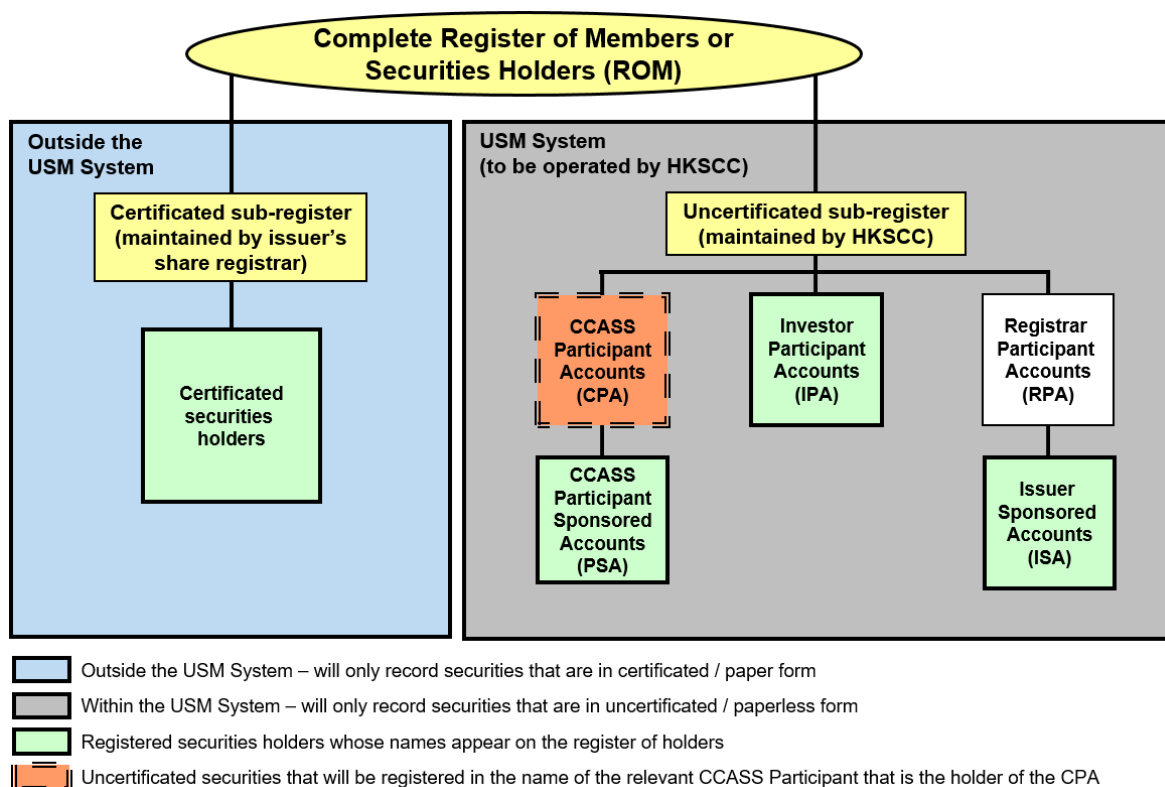 Complete Register of Members or
Securities Holders (ROM)
Outside the
USM System
Certificated sub-register
(maintained by issuer’s
share registrar)
Certificated
securities
holders
USM System
(to be operated by HKSCC)
Uncertificated sub-register
(maintained by HKSCC)
CCASS
Participant
Accounts
(CPA)
Investor
Participant
Accounts
(IPA)
Registrar
Participant
Accounts
(RPA)
CCASS
Participant
Sponsored
Accounts
(PSA)
Issuer
Sponsored
Accounts
(ISA)
Outside the USM System – will only record securities that are in certificated / paper form
Within the USM System – will only record securities that are in uncertificated / paperless form
Registered securities holders whose names appear on the register of holders
Uncertificated securities that will be registered in the name of the relevant CCASS Participant that is the holder of the CPA